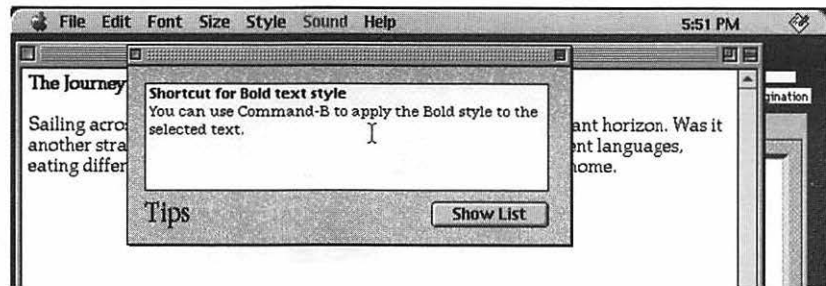 File Edit Font Size Style Sound Help 5:51 PM
The Journey
Sailing acro
another stra
eating differ
Shortcut for Bold text style
You can use Command-B to apply the Bold style to the
selected text.
Tips
Show List
ant horizon. Was it
ent languages,
ome.
gination